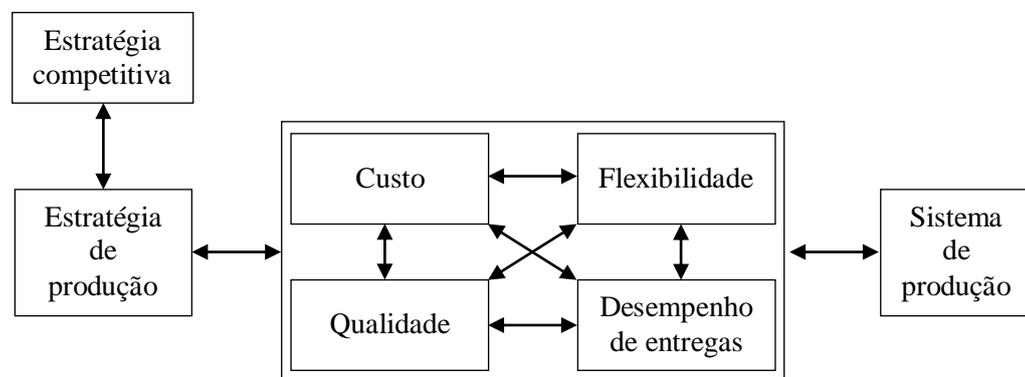 Estratégia
competitiva
Estratégia
de
produção
Custo
Flexibilidade
Qualidade
Desempenho
de entregas
Sistema
de
produção